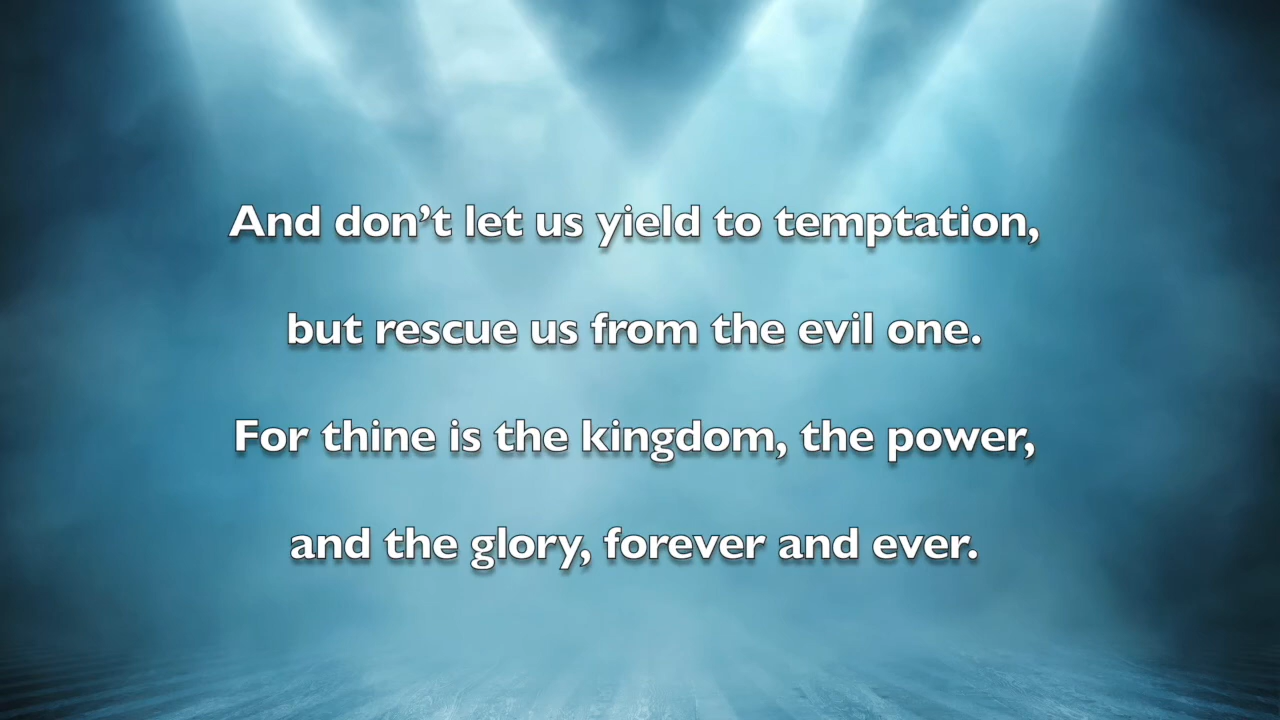 And don’t let us yield to temptation,
but rescue us from the evil one.
For thine is the kingdom, the power,
and the glory, forever and ever.